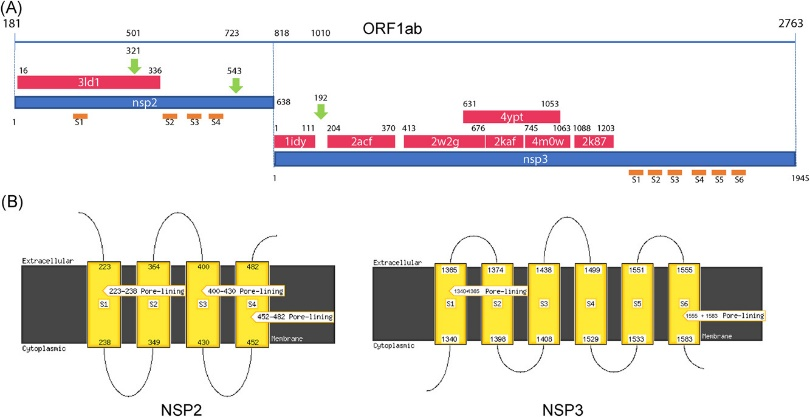 (A)
181 501 723 818 1010 ORF1ab 2763
321
543
16 3ld1 336
nsp2 638
1 S1 S2 S3 S4
192
631 1053
4ypt
1 111 204 370 413 676 745 1063 1088 1203
1idy 2acf 2w2g 2kaf 4m0w 2k87
nsp3
1 S1 S2 S3 S4 S5 S6 1945
(B)
Extracellular
223 364 400 482
223-238 Pore-lining 400-430 Pore-lining
S1 S2 S3 S4
452-482 Pore-lining
Membrane
238 349 430 452
Cytoplasmic
NSP2
Extracellular
1365 1374 1438 1499 1551 1555
1340-1365 Pore-lining
S1 S2 S3 S4 S5 S6
1555 + 1583 Pore-lining
Membrane
1340 1398 1408 1529 1533 1583
Cytoplasmic
NSP3